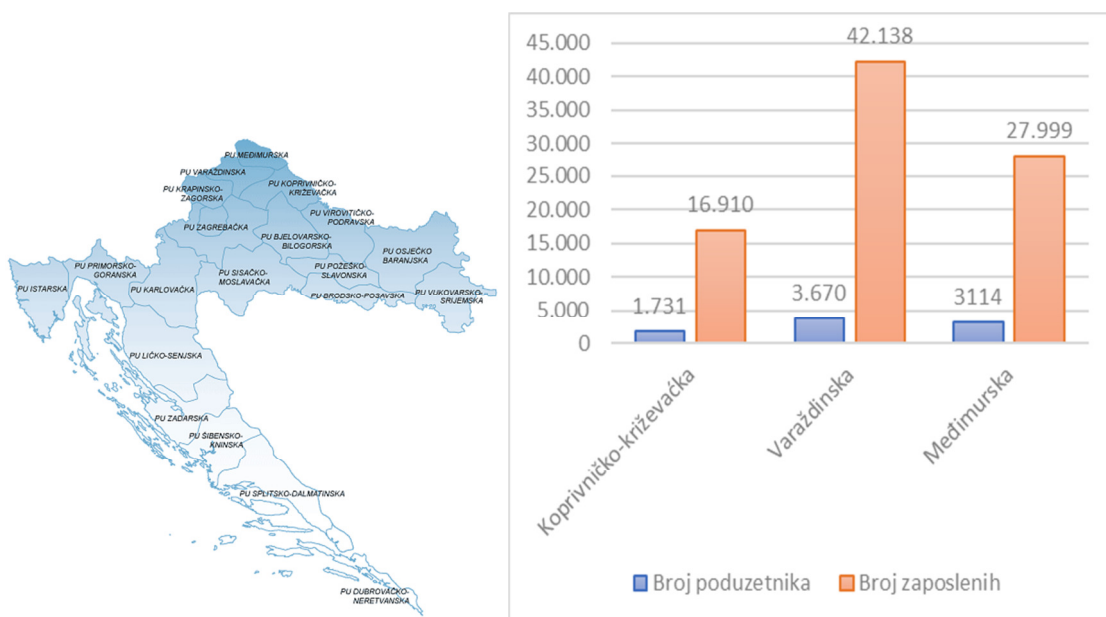 PU MEĐIMURSKA
PU VARAŽDINSKA
PU KRAPINSKO-
ZAGORSKA
PU KOPRIVNIČKO-
KRIŽEVAČKA
PU ZAGREBAČKA
PU VIROVITIČKO-
PODRAVSKA
PU BJELOVARSKO-
BILOGORSKA
PU OSJEČKO
BARANJSKA
PU PRIMORSKO-
GORANSKA
PU ISTARSKA
PU KARLOVAČKA
PU SISAČKO-
MOSLAVAČKA
PU POŽEŠKO-
SLAVONSKA
PU BRODSKO-POSAVSKA
PU VUKOVARSKO-
SRIJEMSKA
PU LIČKO-SENJSKA
PU ZADARSKA
PU ŠIBENSKO-
KNINSKA
PU SPLITSKO-DALMATINSKA
PU DUBROVAČKO-
NERETVANSKA
45.000
40.000
35.000
30.000
25.000
20.000
15.000
10.000
5.000
0
1.731
16.910
3.670
42.138
3114
27.999
Koprivničko-križevaćka
Varaždinska
Međimurska
Broj poduzetnika
Broj zaposlenih